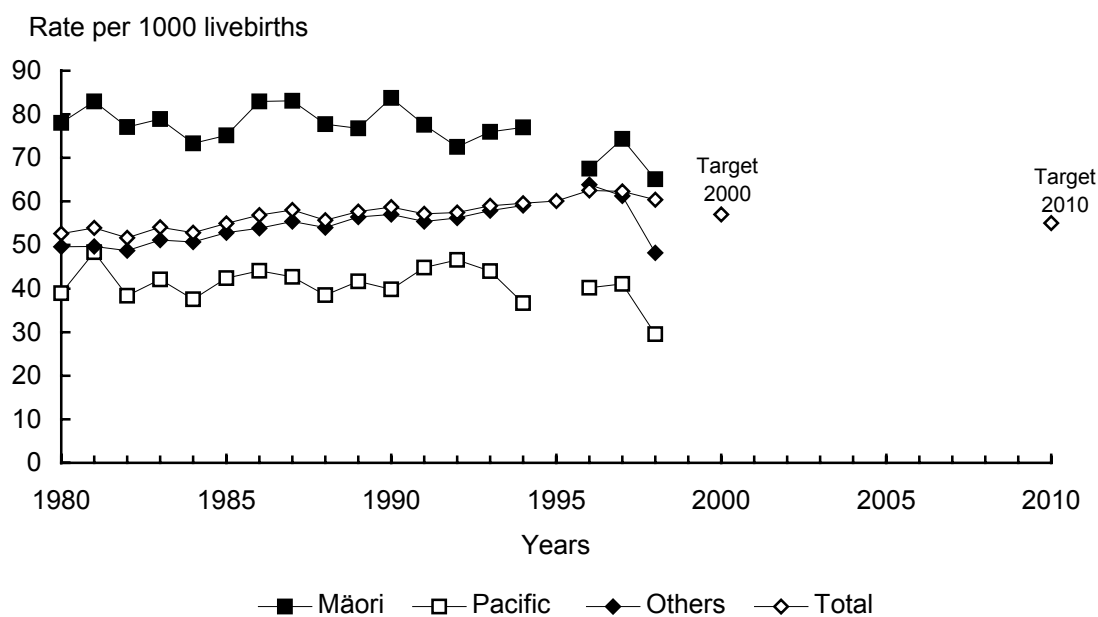 Rate per 1000 livebirths
90
80
70
60
50
40
30
20
10
0
Target
2000
Target
2010
1980 1985 1990 1995 2000 2005 2010
Years
Mäori Pacific Others Total